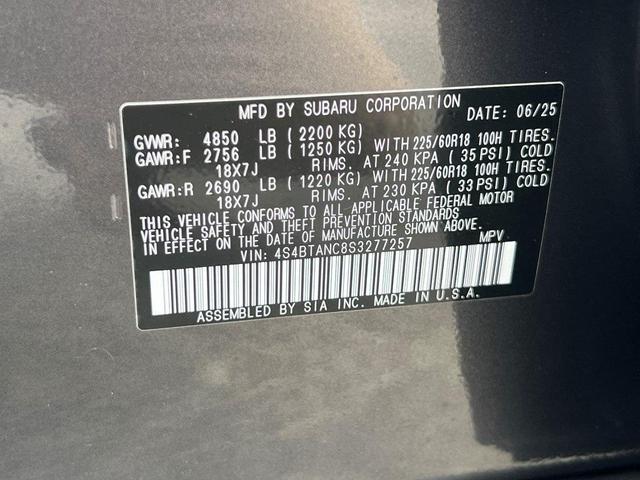 MFD BY SUBARU CORPORATION DATE: 06/25
GVWR: 4850 LB (2200 KG)
GAWR:F 2756 LB (1250 KG) WITH 225/60R18 100H TIRES.
18X7J RIMS. AT 240 KPA (35 PSI) COLD
GAWR:R 2690 LB (1220 KG) WITH 225/60R18 100H TIRES.
18X7J RIMS. AT 230 KPA (33 PSI) COLD
THIS VEHICLE CONFORMS TO ALL APPLICABLE FEDERAL MOTOR
VEHICLE SAFETY AND THEFT PREVENTION STANDARDS
IN EFFECT ON THE DATE OF MANUFACTURE SHOWN ABOVE.
VIN: 4S4BTANC8S3277257 MPV
ASSEMBLED BY SIA INC. MADE IN U.S.A.